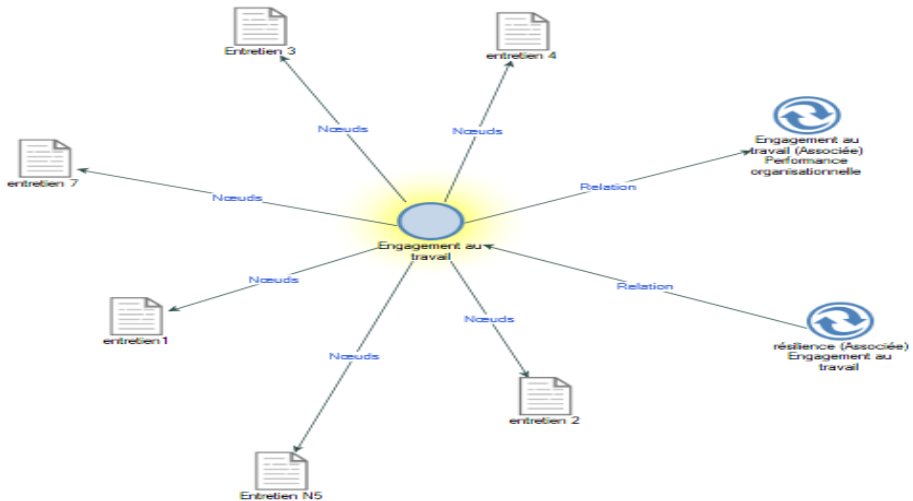 Entretien 3
entretien 4
Nœuds
Nœuds
Engagement au
travail (Associée)
Performance
organisationnelle
entretien 7
Nœuds
Relation
Engagement au
travail
Nœuds
Relation
entretien1
Nœuds
Nœuds
résilience (Associée)
Engagement au
travail
entretien 2
Entretien N5